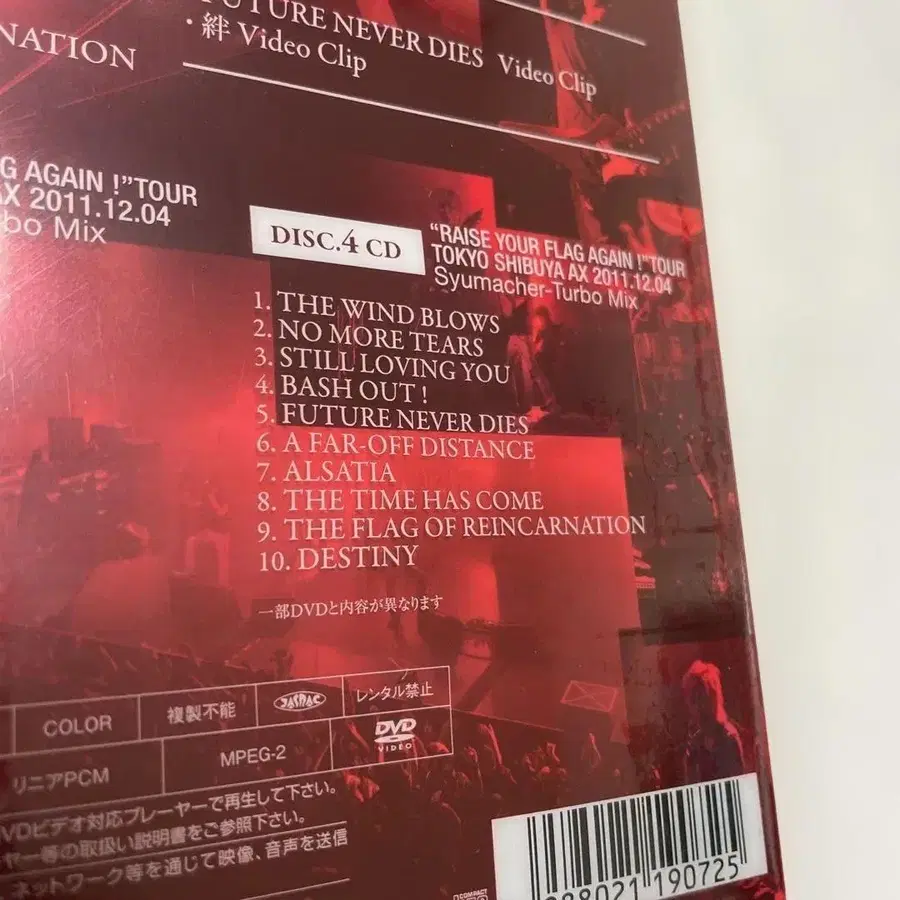 FUTURE NEVER DIES Video Clip
・絆 Video Clip
NATION
G AGAIN !”TOUR
AX 2011.12.04
rbo Mix
DISC.4 CD
“RAISE YOUR FLAG AGAIN !”TOUR
TOKYO SHIBUYA AX 2011.12.04
Syumacher-Turbo Mix
1. THE WIND BLOWS
2. NO MORE TEARS
3. STILL LOVING YOU
4. BASH OUT !
5. FUTURE NEVER DIES
6. A FAR-OFF DISTANCE
7. ALSATIA
8. THE TIME HAS COME
9. THE FLAG OF REINCARNATION
10. DESTINY
一部DVDと内容が異なります
COLOR
複製不能
JASRAC
レンタル禁止
リニアPCM
MPEG-2
DVD
VIDEO
DVDビデオ対応プレーヤーで再生して下さい。
ヤー等の取扱い説明書をご参照下さい。
ネットワーク等を通じて映像、音声を送信
COMPACT
98021 190725